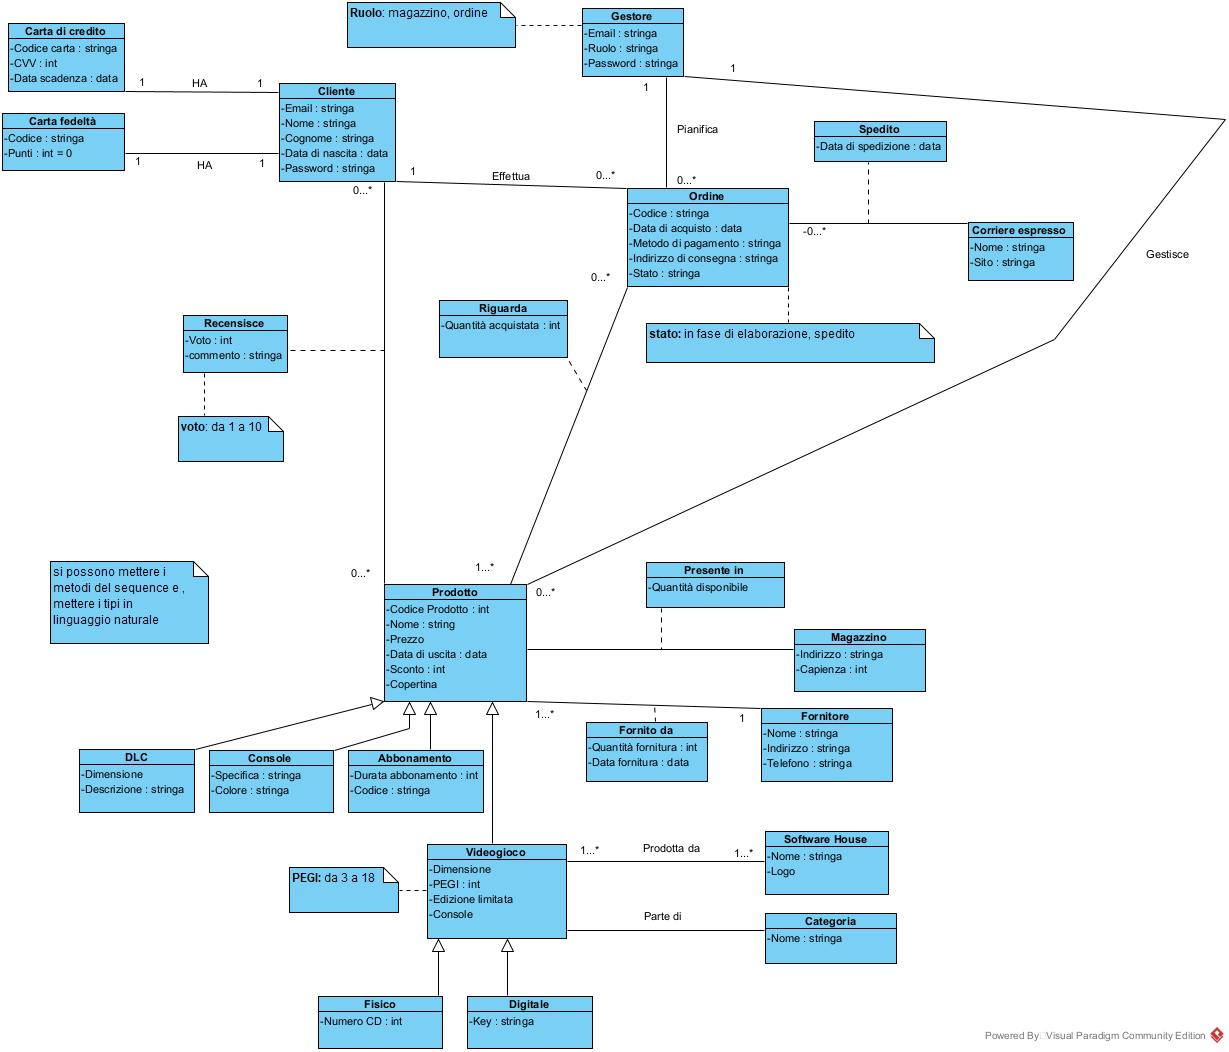 Carta di credito
-Codice carta : stringa
-CVV : int
-Data scadenza : data
1
HA
1
Carta fedeltà
-Codice : stringa
-Punti : int = 0
1
HA
1
Cliente
-Email : stringa
-Nome : stringa
-Cognome : stringa
-Data di nascita : data
-Password : stringa
Ruolo: magazzino, ordine
Gestore
-Email : stringa
-Ruolo : stringa
-Password : stringa
1
1
Pianifica
0...*
1
Effettua
0...*
0...*
Spedito
-Data di spedizione : data
Ordine
-Codice : stringa
-Data di acquisto : data
-Metodo di pagamento : stringa
-Indirizzo di consegna : stringa
-Stato : stringa
-0...*
Corriere espresso
-Nome : stringa
-Sito : stringa
Gestisce
0...*
Riguarda
-Quantità acquistata : int
stato: in fase di elaborazione, spedito
Recensisce
-Voto : int
-commento : stringa
voto: da 1 a 10
si possono mettere i
metodi del sequence e ,
mettere i tipi in
linguaggio naturale
0...*
1...*
0...*
Prodotto
-Codice Prodotto : int
-Nome : string
-Prezzo
-Data di uscita : data
-Sconto : int
-Copertina
Presente in
-Quantità disponibile
Magazzino
-Indirizzo : stringa
-Capienza : int
1...*
1
Fornito da
-Quantità fornitura : int
-Data fornitura : data
Fornitore
-Nome : stringa
-Indirizzo : stringa
-Telefono : stringa
DLC
-Dimensione
-Descrizione : stringa
Console
-Specifica : stringa
-Colore : stringa
Abbonamento
-Durata abbonamento : int
-Codice : stringa
PEGI: da 3 a 18
Videogioco
-Dimensione
-PEGI : int
-Edizione limitata
-Console
1...*
Prodotta da
1...*
Software House
-Nome : stringa
-Logo
Parte di
Categoria
-Nome : stringa
Fisico
-Numero CD : int
Digitale
-Key : stringa
Powered By Visual Paradigm Community Edition